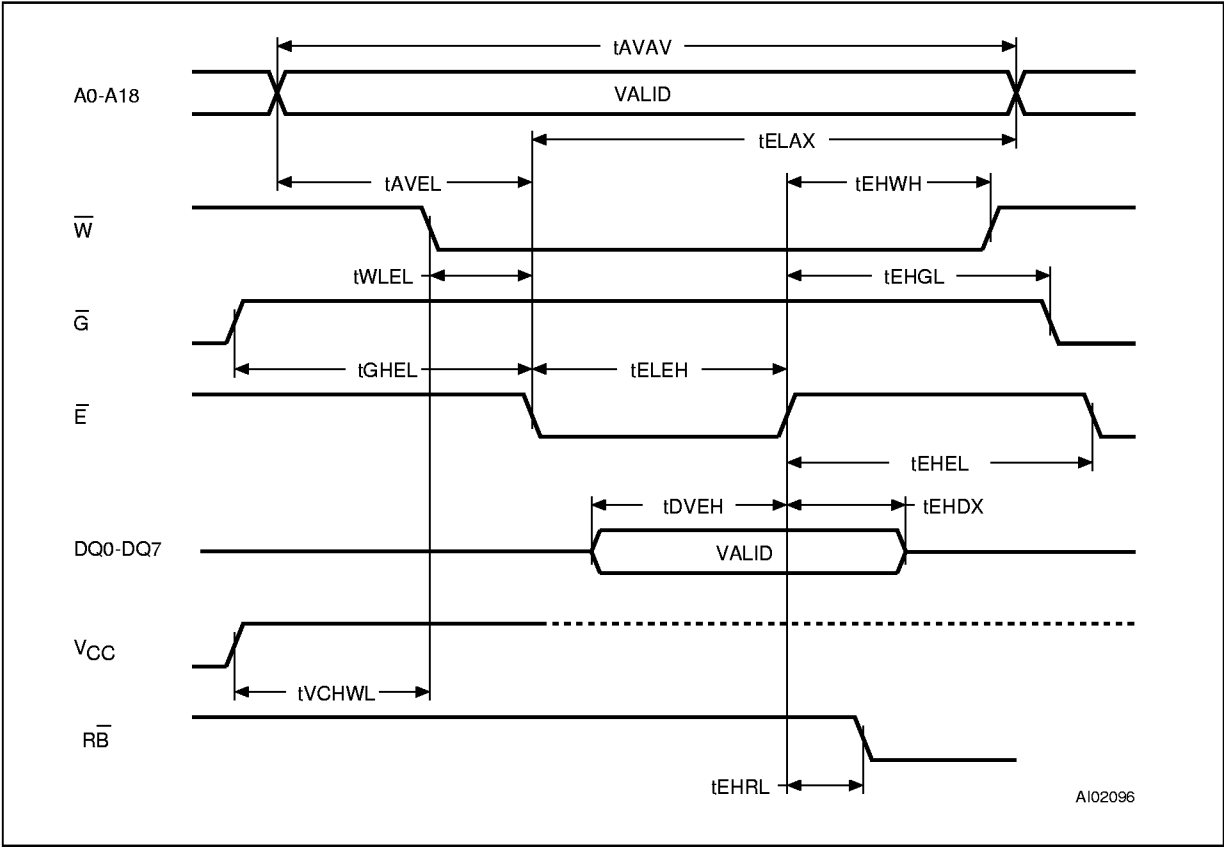 tAVAV
A0-A18
VALID
tELAX
tAVEL
tEHWH
W̅
tWLEL
tEHGL
G̅
tGHEL
tELEH
E̅
tEHEL
tDVEH
tEHDX
DQ0-DQ7
VALID
VCC
tVCHWL
RB̅
tEHRL
AI02096